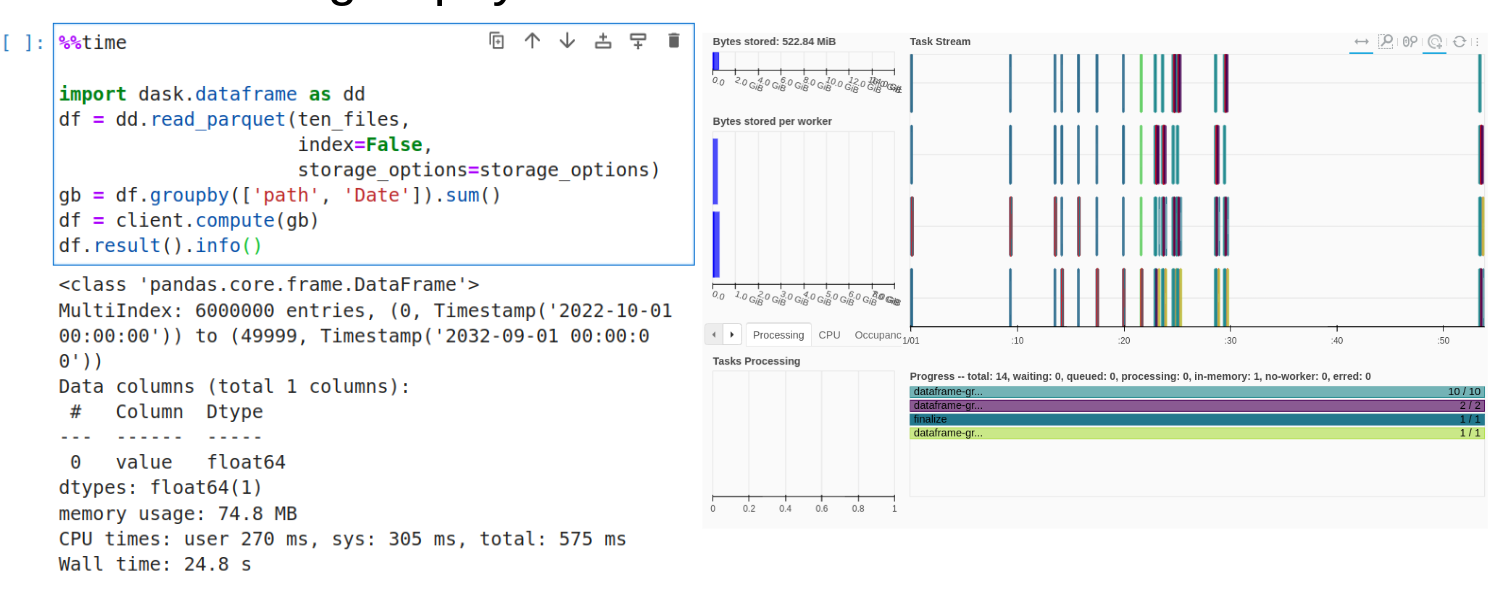 [ ]:
%%time
import dask.dataframe as dd
df = dd.read_parquet(ten_files,
index=False,
storage_options=storage_options)
gb = df.groupby(['path', 'Date']).sum()
df = client.compute(gb)
df.result().info()
<class 'pandas.core.frame.DataFrame'>
MultiIndex: 6000000 entries, (0, Timestamp('2022-10-01
00:00:00')) to (49999, Timestamp('2032-09-01 00:00:0
0'))
Data columns (total 1 columns):
# Column Dtype
--- ------ -----
0 value float64
dtypes: float64(1)
memory usage: 74.8 MB
CPU times: user 270 ms, sys: 305 ms, total: 575 ms
Wall time: 24.8 s
Bytes stored: 522.84 MiB
0.0 2.0 GiB 4.0 GiB 6.0 GiB 8.0 GiB 10.0 GiB 12.0 GiB
Bytes stored per worker
0.0 1.0 GiB 2.0 GiB 3.0 GiB 4.0 GiB 5.0 GiB 6.0 GiB
Processing CPU Occupanc
Tasks Processing
0 0.2 0.4 0.6 0.8 1
Task Stream
1/01 :10 :20 :30 :40 :50
Progress -- total: 14, waiting: 0, queued: 0, processing: 0, in-memory: 1, no-worker: 0, erred: 0
dataframe-gr... 10 / 10
dataframe-gr... 2 / 2
finalize 1 / 1
dataframe-gr... 1 / 1